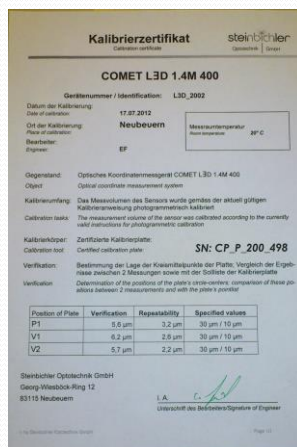 Kalibrierzertifikat
Calibration certificate
steinbichler
Optotechnik GmbH
COMET L3D 1.4M 400
Gerätenummer / Identification: L3D_2002
Datum der Kalibrierung:
Date of calibration:
17.07.2012
Ort der Kalibrierung:
Place of calibration:
Neubeuern
Messraumtemperatur
Room temperature
20° C
Bearbeiter:
Engineer:
EF
Gegenstand: Optisches Koordinatenmessgerät COMET L3D 1.4M 400
Object Optical coordinate measurement system
Kalibrierumfang: Das Messvolumen des Sensors wurde gemäss der aktuell gültigen
Kalibrieranweisung photogrammetrisch kalibriert
Calibration tasks: The measurement volume of the sensor was calibrated according to the currently
valid instructions for photogrammetric calibration
Kalibrierkörper: Zertifizierte Kalibrierplatte:
Calibration tool: Certified calibration plate:
SN: CP_P_200_498
Verifikation: Bestimmung der Lage der Kreismittelpunkte der Platte; Vergleich der Ergeb-
nisse zwischen 2 Messungen sowie mit der Sollliste der Kalibrierplatte
Verification Determination of the positions of the plate's circle-centers; comparison of these po-
sitions between 2 measurements and with the plate's pointlist
Position of Plate Verification Repeatability Specified values
P1 5,6 µm 3,2 µm 30 µm / 10 µm
V1 6,2 µm 2,6 µm 30 µm / 10 µm
V2 5,7 µm 2,2 µm 30 µm / 10 µm
Steinbichler Optotechnik GmbH
Georg-Wiesböck-Ring 12
83115 Neubeuern
i. A.
Unterschrift des Bearbeiters/Signature of Engineer